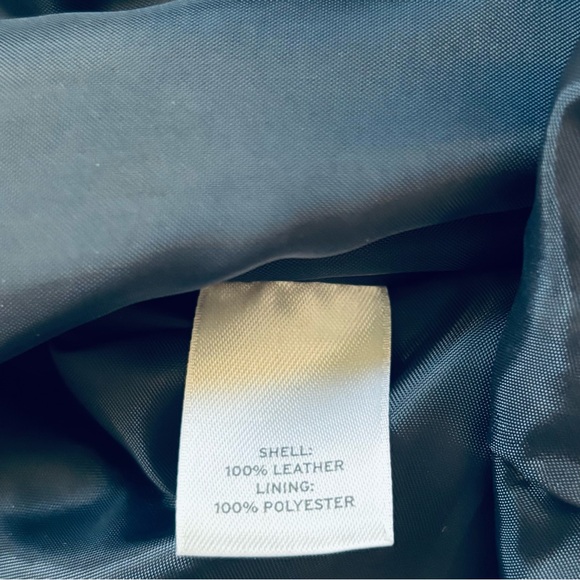 SHELL:
100% LEATHER
LINING:
100% POLYESTER